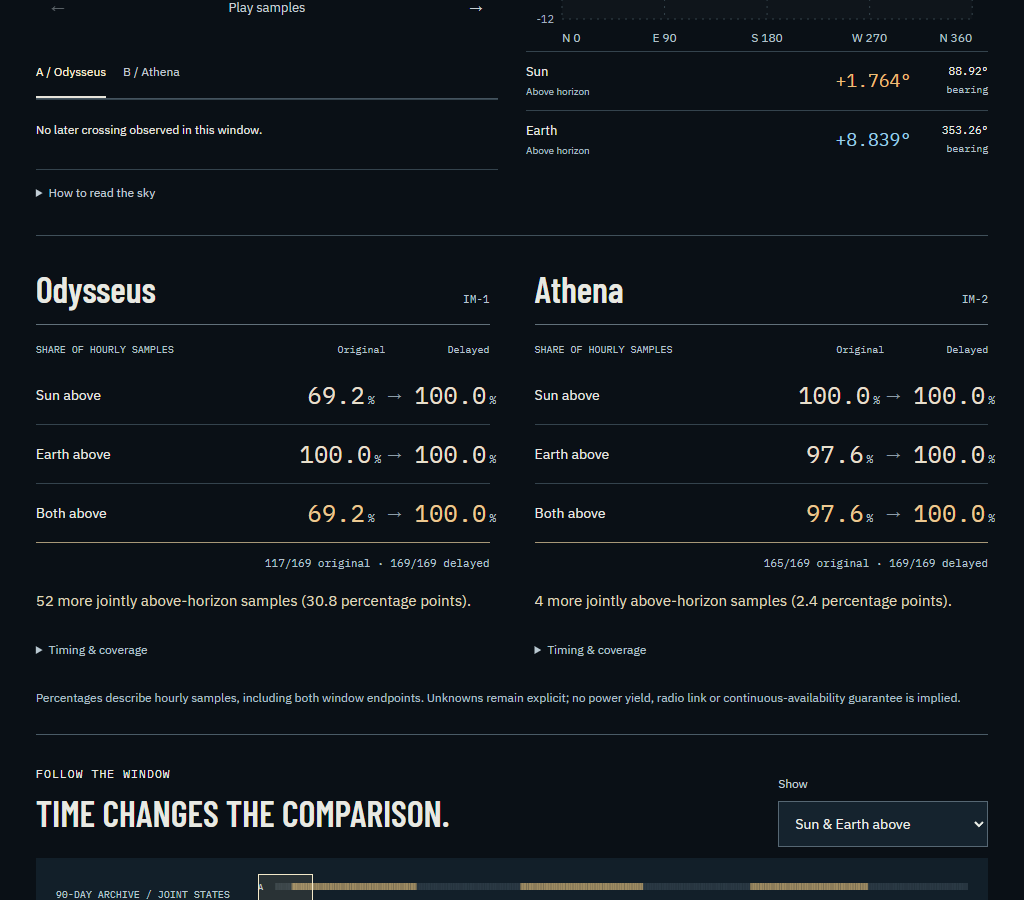 ← Play samples →
-12
N 0 E 90 S 180 W 270 N 360
A / Odysseus B / Athena
No later crossing observed in this window.
▶ How to read the sky
Sun +1.764° 88.92°
Above horizon bearing
Earth +8.839° 353.26°
Above horizon bearing
Odysseus IM-1
SHARE OF HOURLY SAMPLES Original Delayed
Sun above 69.2% → 100.0%
Earth above 100.0% → 100.0%
Both above 69.2% → 100.0%
117/169 original · 169/169 delayed
52 more jointly above-horizon samples (30.8 percentage points).
▶ Timing & coverage
Athena IM-2
SHARE OF HOURLY SAMPLES Original Delayed
Sun above 100.0% → 100.0%
Earth above 97.6% → 100.0%
Both above 97.6% → 100.0%
165/169 original · 169/169 delayed
4 more jointly above-horizon samples (2.4 percentage points).
▶ Timing & coverage
Percentages describe hourly samples, including both window endpoints. Unknowns remain explicit; no power yield, radio link or continuous-availability guarantee is implied.
FOLLOW THE WINDOW
TIME CHANGES THE COMPARISON.
Show
Sun & Earth above
90-DAY ARCHIVE / JOINT STATES
A